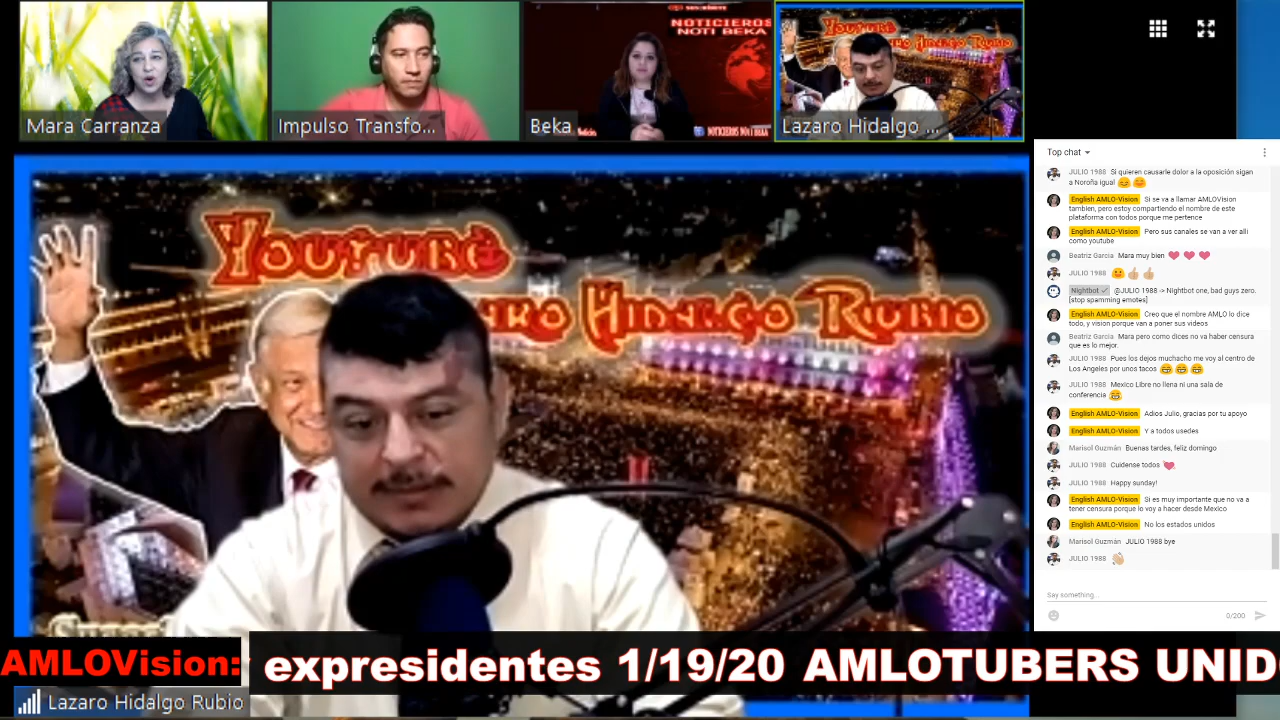 SUSCRIBETE
NOTICIEROS
NOTI BEKA
NOTICIEROS NOTI BEKA
Mara Carranza
Impulso Transfo...
Beka
Lazaro Hidalgo ...
YOUTUBE
HIDALGO RUBIO
Top chat
JULIO 1988 Si quieren causarle dolor a la oposición sigan
a Noroña igual
English AMLO-Vision Si se va a llamar AMLOVision
tambien, pero estoy compartiendo el nombre de este
plataforma con todos porque me pertence
English AMLO-Vision Pero sus canales se van a ver alli
como youtube
Beatriz Garcia Mara muy bien ❤ ❤ ❤
JULIO 1988
Nightbot @JULIO 1988 -> Nightbot one, bad guys zero.
[stop spamming emotes]
English AMLO-Vision Creo que el nombre AMLO lo dice
todo, y vision porque van a poner sus videos
Beatriz Garcia Mara pero como dices no va haber censura
que es lo mejor.
JULIO 1988 Pues los dejos muchacho me voy al centro de
Los Angeles por unos tacos
JULIO 1988 Mexico Libre no llena ni una sala de
conferencia
English AMLO-Vision Adios Julio, gracias por tu apoyo
English AMLO-Vision Y a todos usedes
Marisol Guzmán Buenas tardes, feliz domingo
JULIO 1988 Cuidense todos
JULIO 1988 Happy sunday!
English AMLO-Vision Si es muy importante que no va a
tener censura porque lo voy a hacer desde Mexico
English AMLO-Vision No los estados unidos
Marisol Guzmán JULIO 1988 bye
JULIO 1988
Say something...
0/200
AMLOVision: expresidentes 1/19/20 AMLOTUBERS UNID
Lazaro Hidalgo Rubio